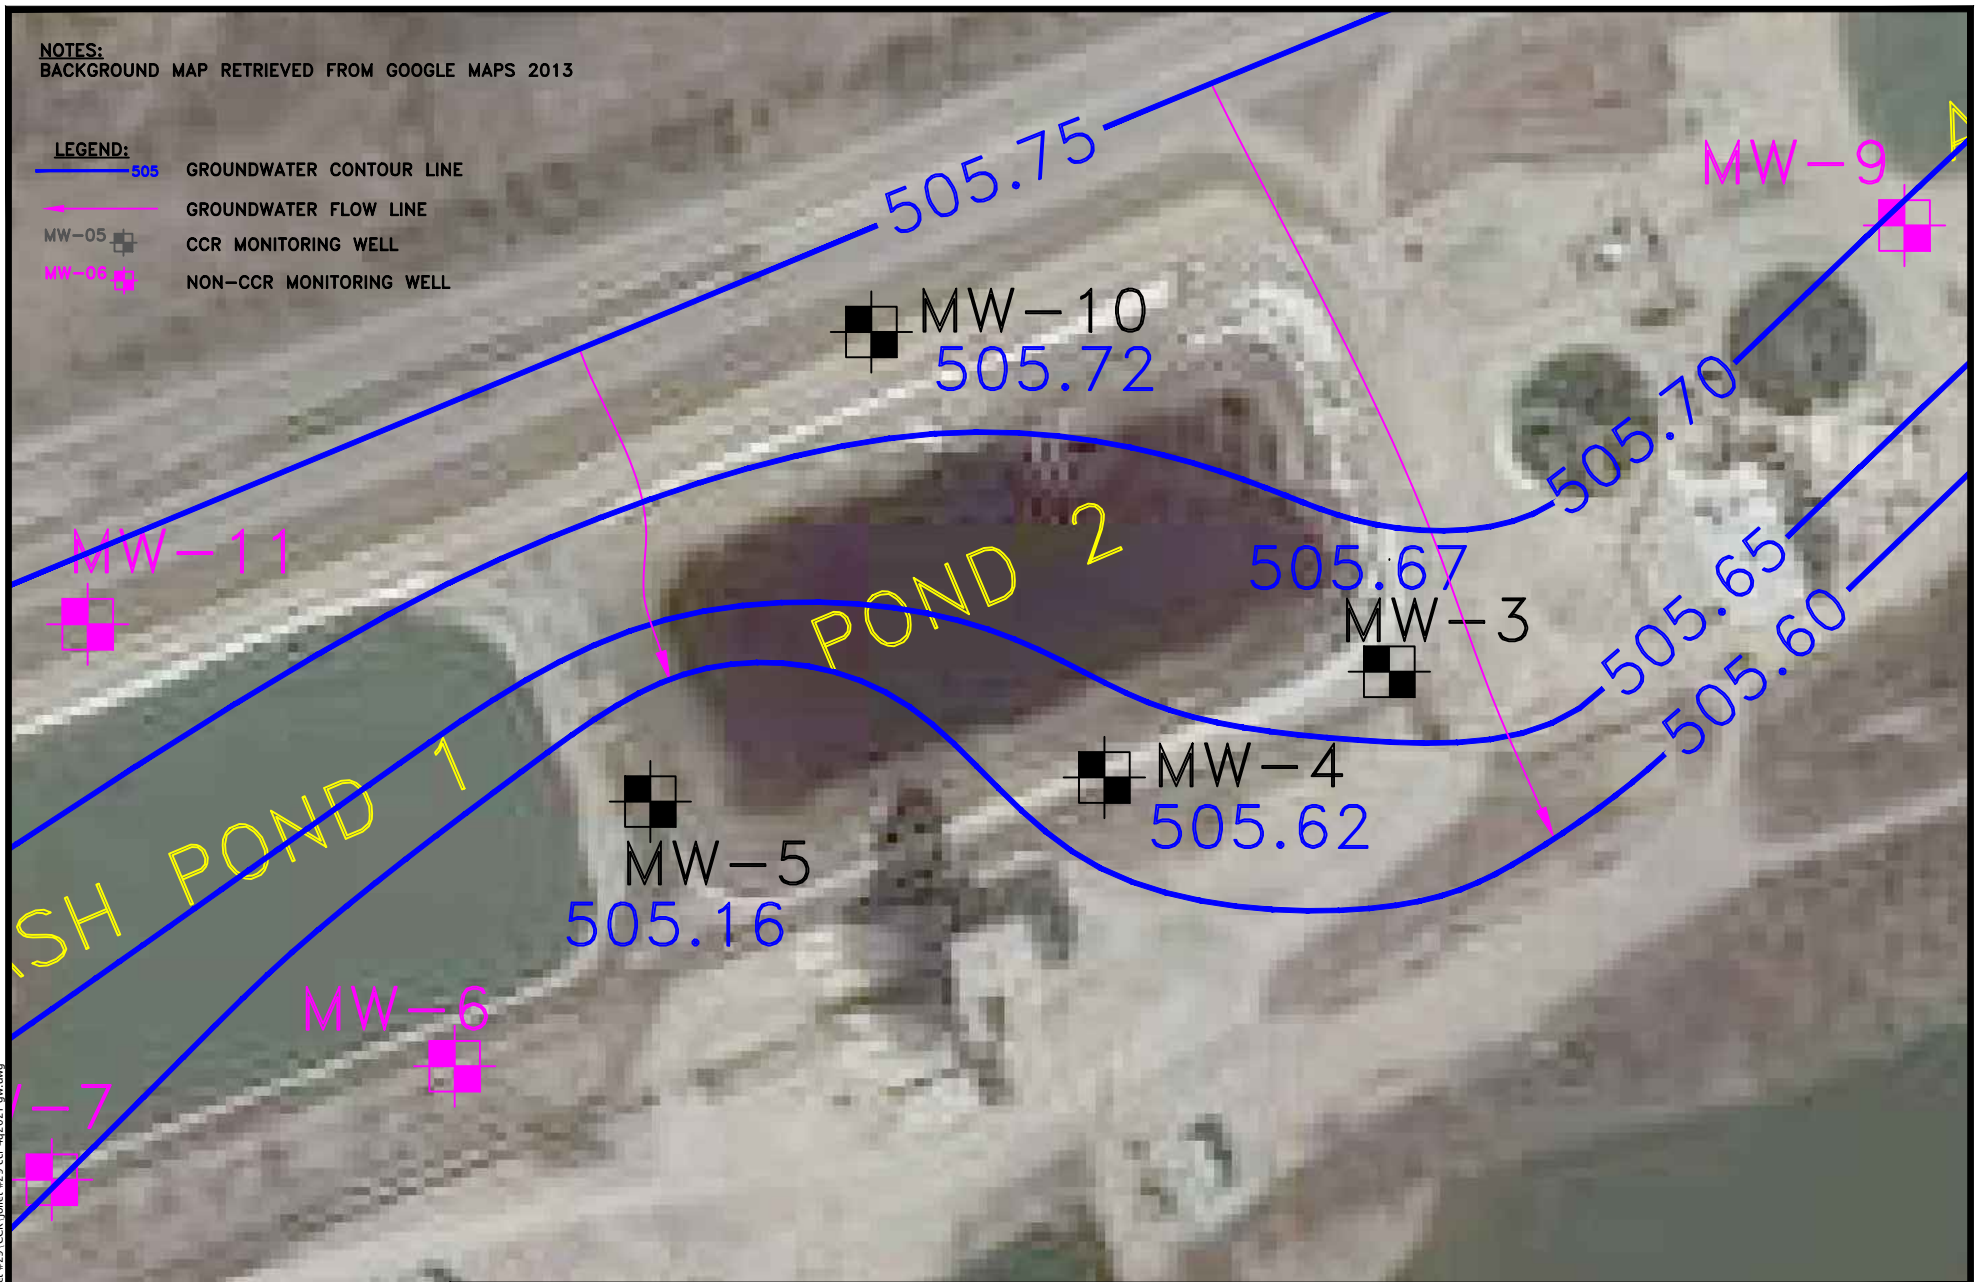 NOTES:
BACKGROUND MAP RETRIEVED FROM GOOGLE MAPS 2013
LEGEND:
505 GROUNDWATER CONTOUR LINE
GROUNDWATER FLOW LINE
MW-05 CCR MONITORING WELL
MW-06 NON-CCR MONITORING WELL
505.75
MW-9
MW-10
505.72
505.70
MW-11
POND 2
505.67
MW-3
505.65
505.60
MW-4
505.62
POND 1
MW-5
505.16
MW-6
-7